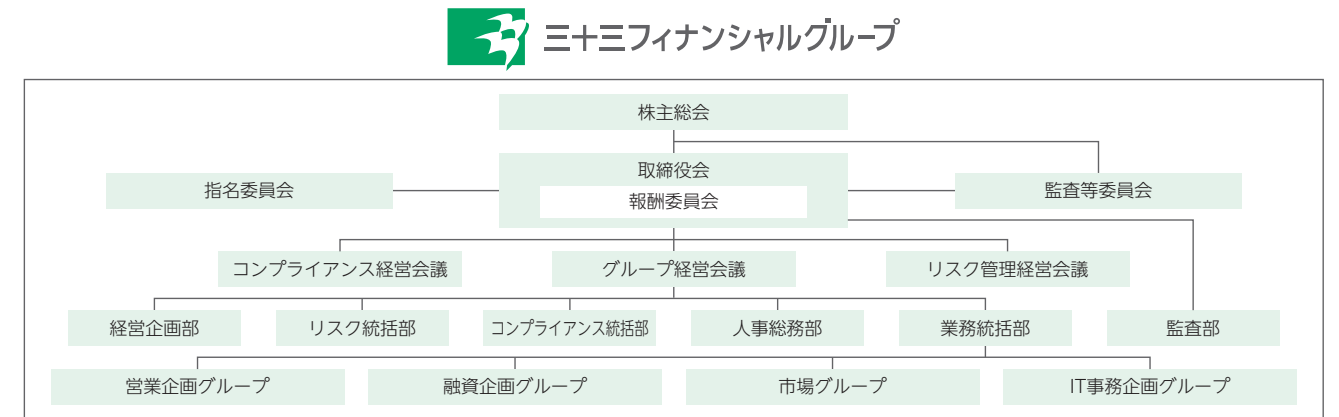 三十三フィナンシャルグループ
株主総会
取締役会
指名委員会
報酬委員会
監査等委員会
コンプライアンス経営会議
グループ経営会議
リスク管理経営会議
経営企画部
リスク統括部
コンプライアンス統括部
人事総務部
業務統括部
監査部
営業企画グループ
融資企画グループ
市場グループ
IT事務企画グループ